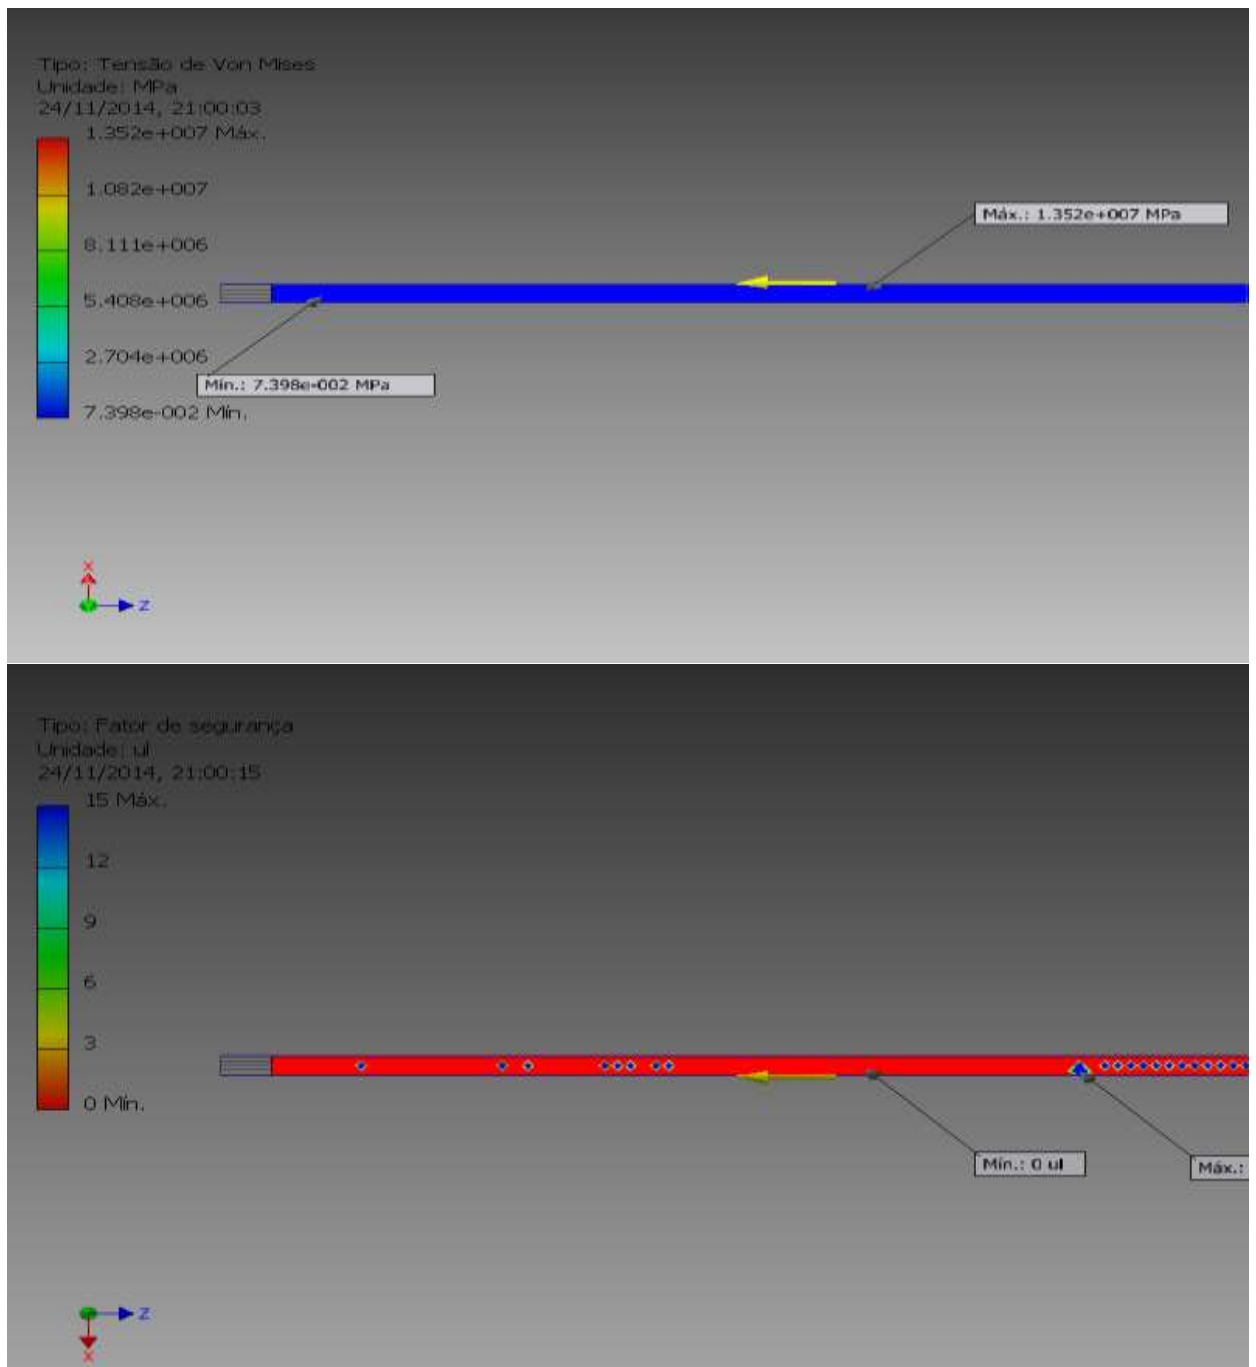 Tipo: Tensão de Von Mises
Unidade: MPa
24/11/2014, 21:00:03
1.352e+007 Máx.
1.082e+007
8.111e+006
5.408e+006
2.704e+006
7.398e-002 Mín.
Máx.: 1.352e+007 MPa
Mín.: 7.398e-002 MPa
X
Z
Tipo: Fator de segurança
Unidade: ul
24/11/2014, 21:00:15
15 Máx.
12
9
6
3
0 Mín.
Mín.: 0 ul
Máx.:
Z
X